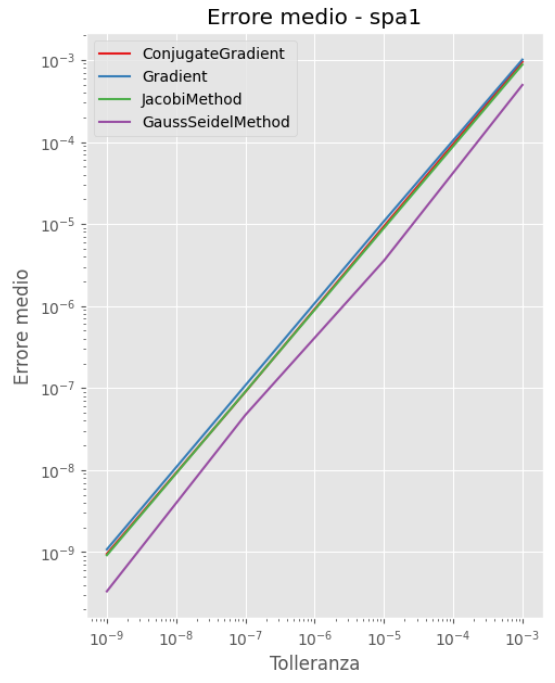 Errore medio - spa1
ConjugateGradient
Gradient
JacobiMethod
GaussSeidelMethod
Errore medio
10⁻³
10⁻⁴
10⁻⁵
10⁻⁶
10⁻⁷
10⁻⁸
10⁻⁹
10⁻⁹ 10⁻⁸ 10⁻⁷ 10⁻⁶ 10⁻⁵ 10⁻⁴ 10⁻³
Tolleranza